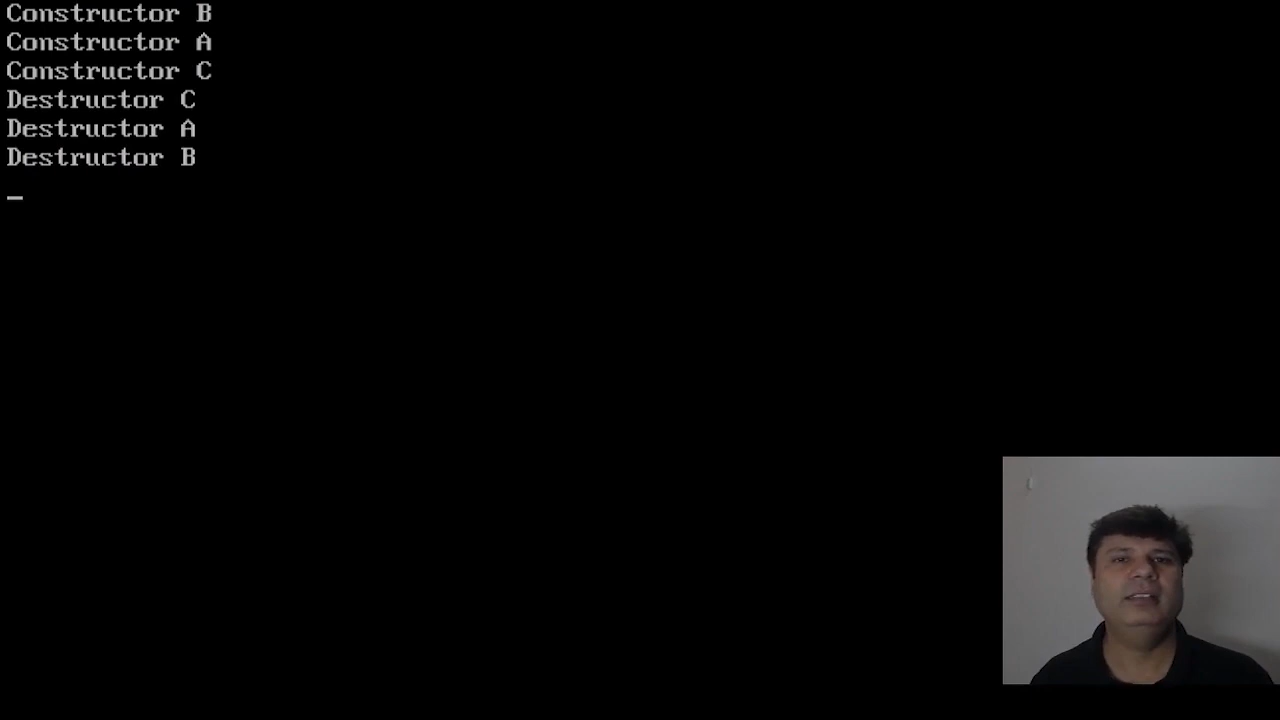 Constructor B
Constructor A
Constructor C
Destructor C
Destructor A
Destructor B
_